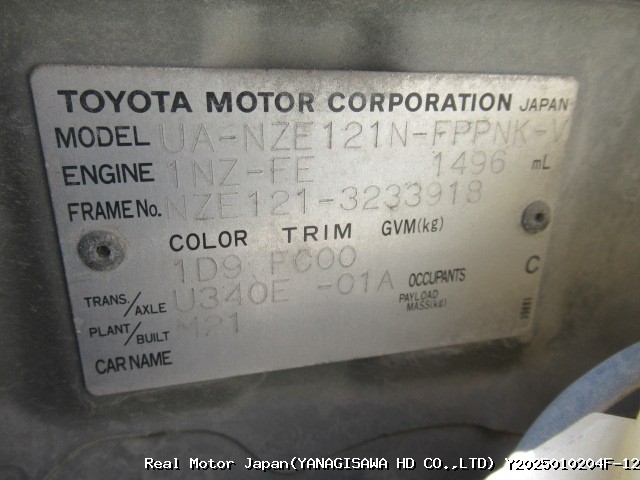 TOYOTA MOTOR CORPORATION JAPAN
MODEL UA-NZE121N-FPPNK-V
ENGINE 1NZ-FE 1496 mL
FRAME No. NZE121-3233918
COLOR TRIM GVM(kg)
1D9 FC00
C
TRANS./AXLE U340E -01A OCCUPANTS
PAYLOAD MASS(kg)
PLANT/BUILT M21
CAR NAME
Real Motor Japan(YANAGISAWA HD CO.,LTD) Y2025010204F-12